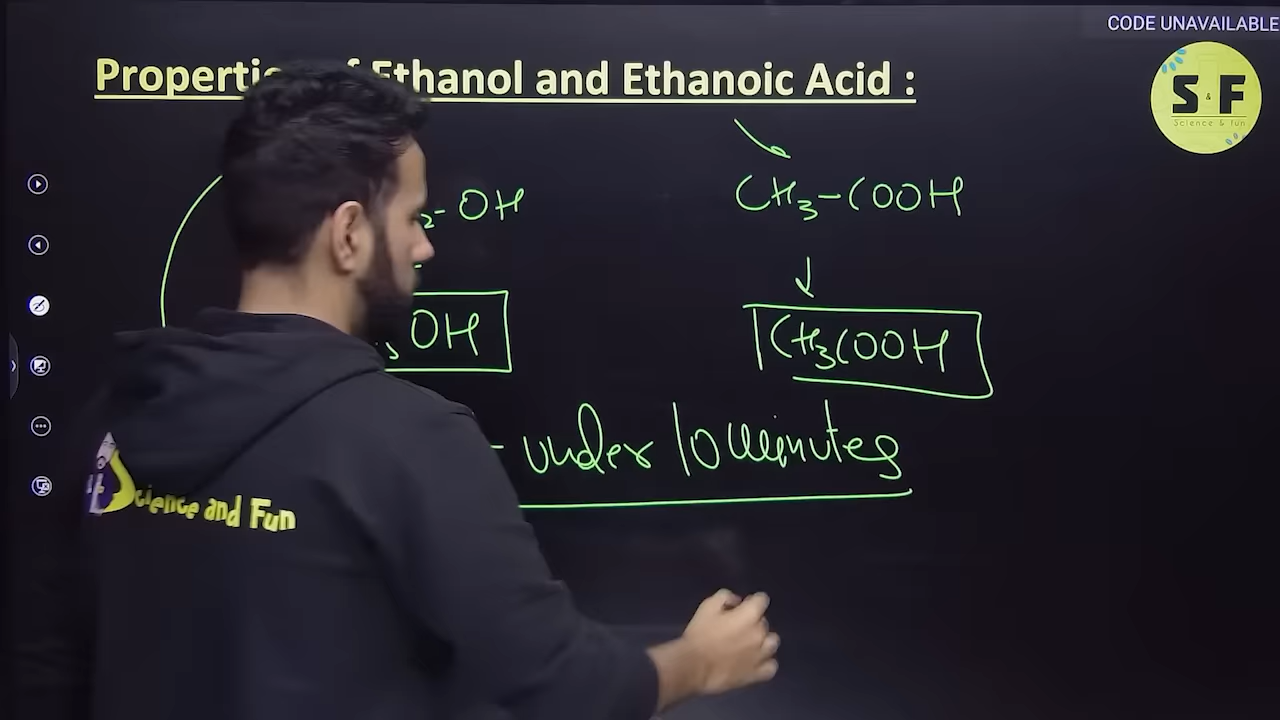 CODE UNAVAILABLE
Ethanol and Ethanoic Acid :
S & F
Science & fun
2-OH
CH3-COOH
OH
CH3COOH
- under 10 minutes
Science and Fun